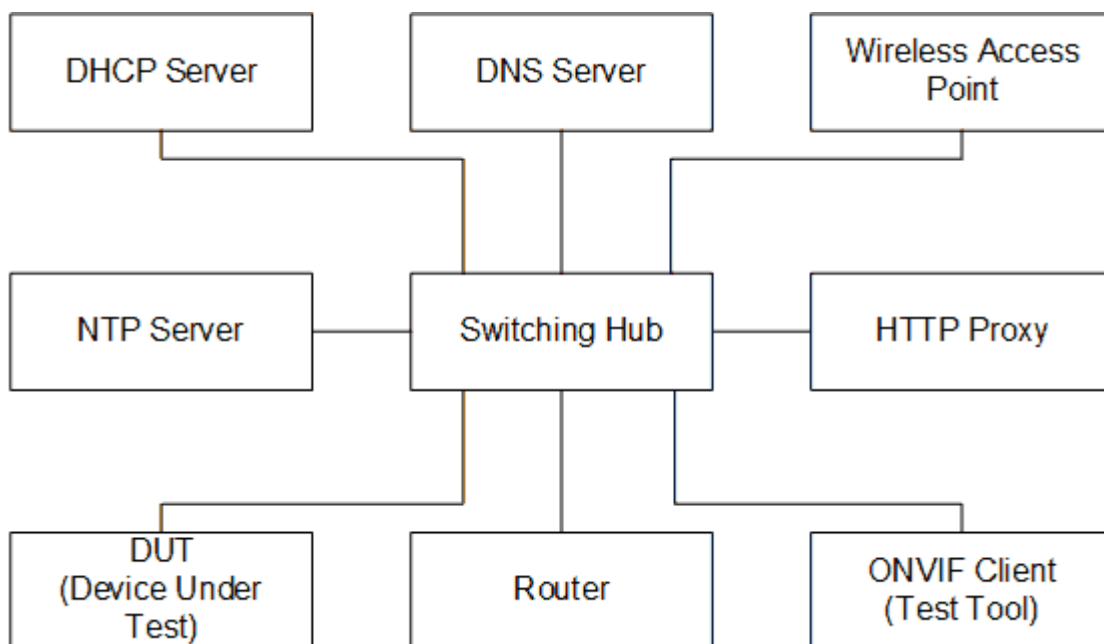 DHCP Server
DNS Server
Wireless Access
Point
NTP Server
Switching Hub
HTTP Proxy
DUT
(Device Under
Test)
Router
ONVIF Client
(Test Tool)